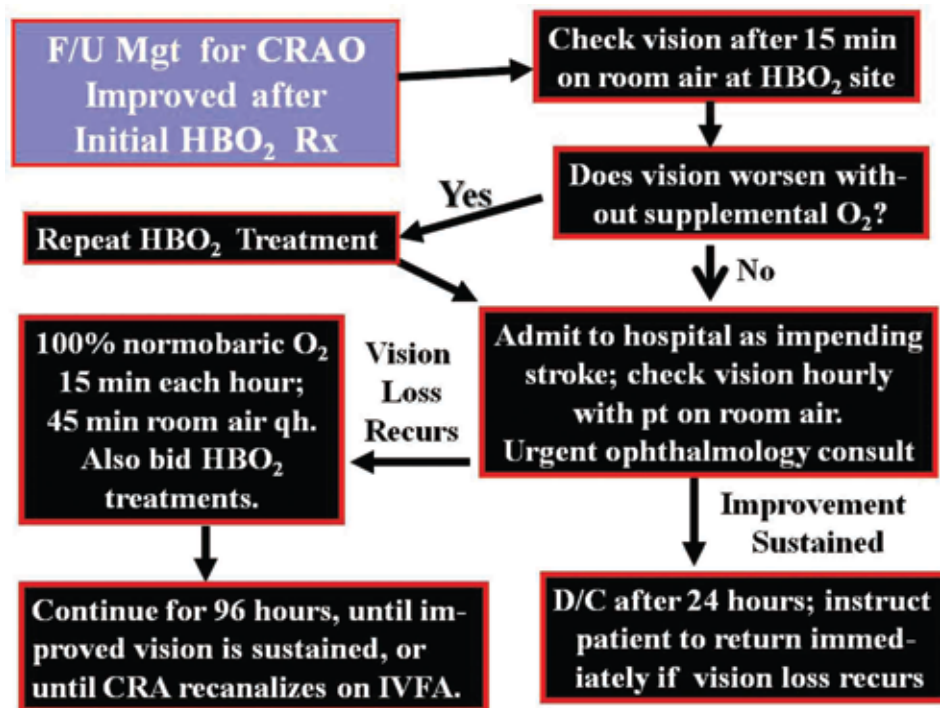 F/U Mgt for CRAO
Improved after
Initial HBO₂ Rx
Check vision after 15 min
on room air at HBO₂ site
Does vision worsen with-
out supplemental O₂?
Yes
No
Repeat HBO₂ Treatment
Admit to hospital as impending
stroke; check vision hourly
with pt on room air.
Urgent ophthalmology consult
Vision
Loss
Recurs
100% normobaric O₂
15 min each hour;
45 min room air qh.
Also bid HBO₂
treatments.
Improvement
Sustained
Continue for 96 hours, until im-
proved vision is sustained, or
until CRA recanalizes on IVFA.
D/C after 24 hours; instruct
patient to return immed-
iately if vision loss recurs